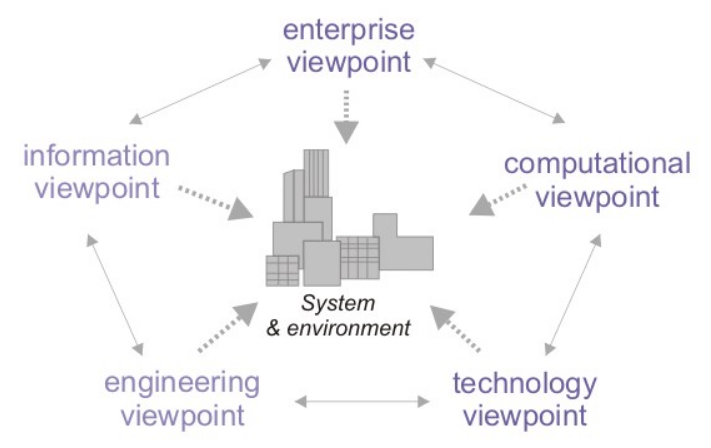 enterprise
viewpoint
information
viewpoint
computational
viewpoint
System
& environment
engineering
viewpoint
technology
viewpoint